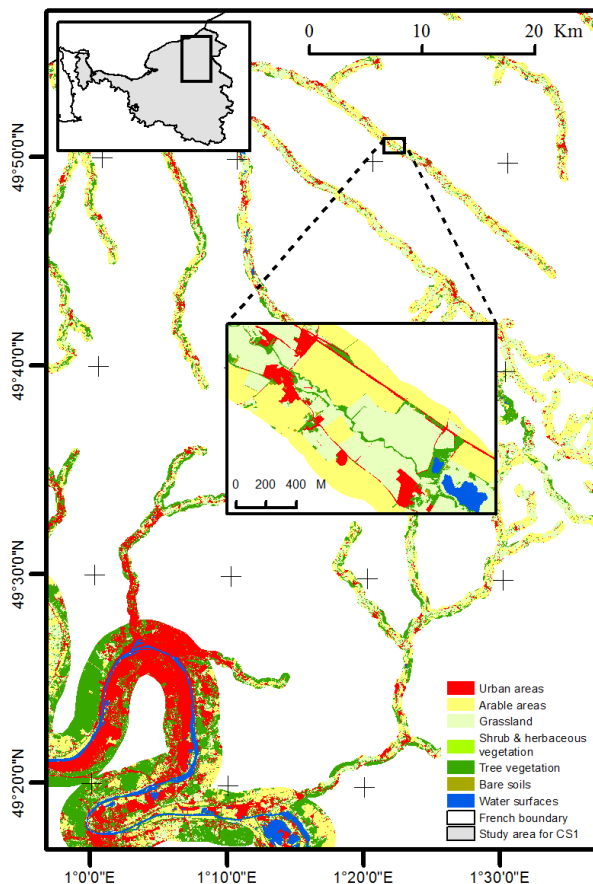 0 10 20 Km
49°50'0"N
49°40'0"N
0 200 400 M
49°30'0"N
49°20'0"N
Urban areas
Arable areas
Grassland
Shrub & herbaceous
vegetation
Tree vegetation
Bare soils
Water surfaces
French boundary
Study area for CS1
1°0'0"E 1°10'0"E 1°20'0"E 1°30'0"E